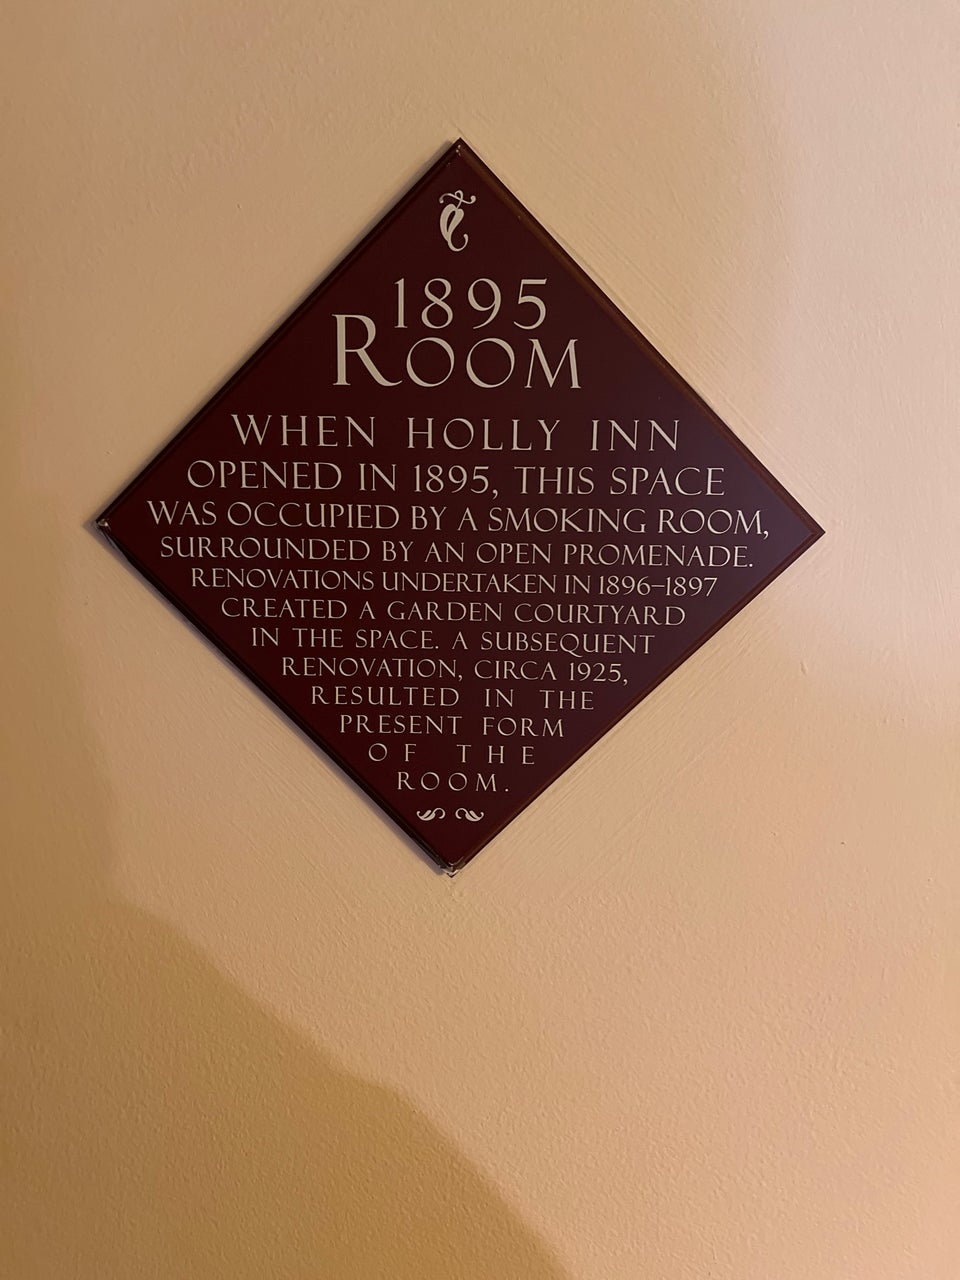 1895
ROOM
WHEN HOLLY INN
OPENED IN 1895, THIS SPACE
WAS OCCUPIED BY A SMOKING ROOM,
SURROUNDED BY AN OPEN PROMENADE.
RENOVATIONS UNDERTAKEN IN 1896–1897
CREATED A GARDEN COURTYARD
IN THE SPACE. A SUBSEQUENT
RENOVATION, CIRCA 1925,
RESULTED IN THE
PRESENT FORM
OF THE
ROOM.